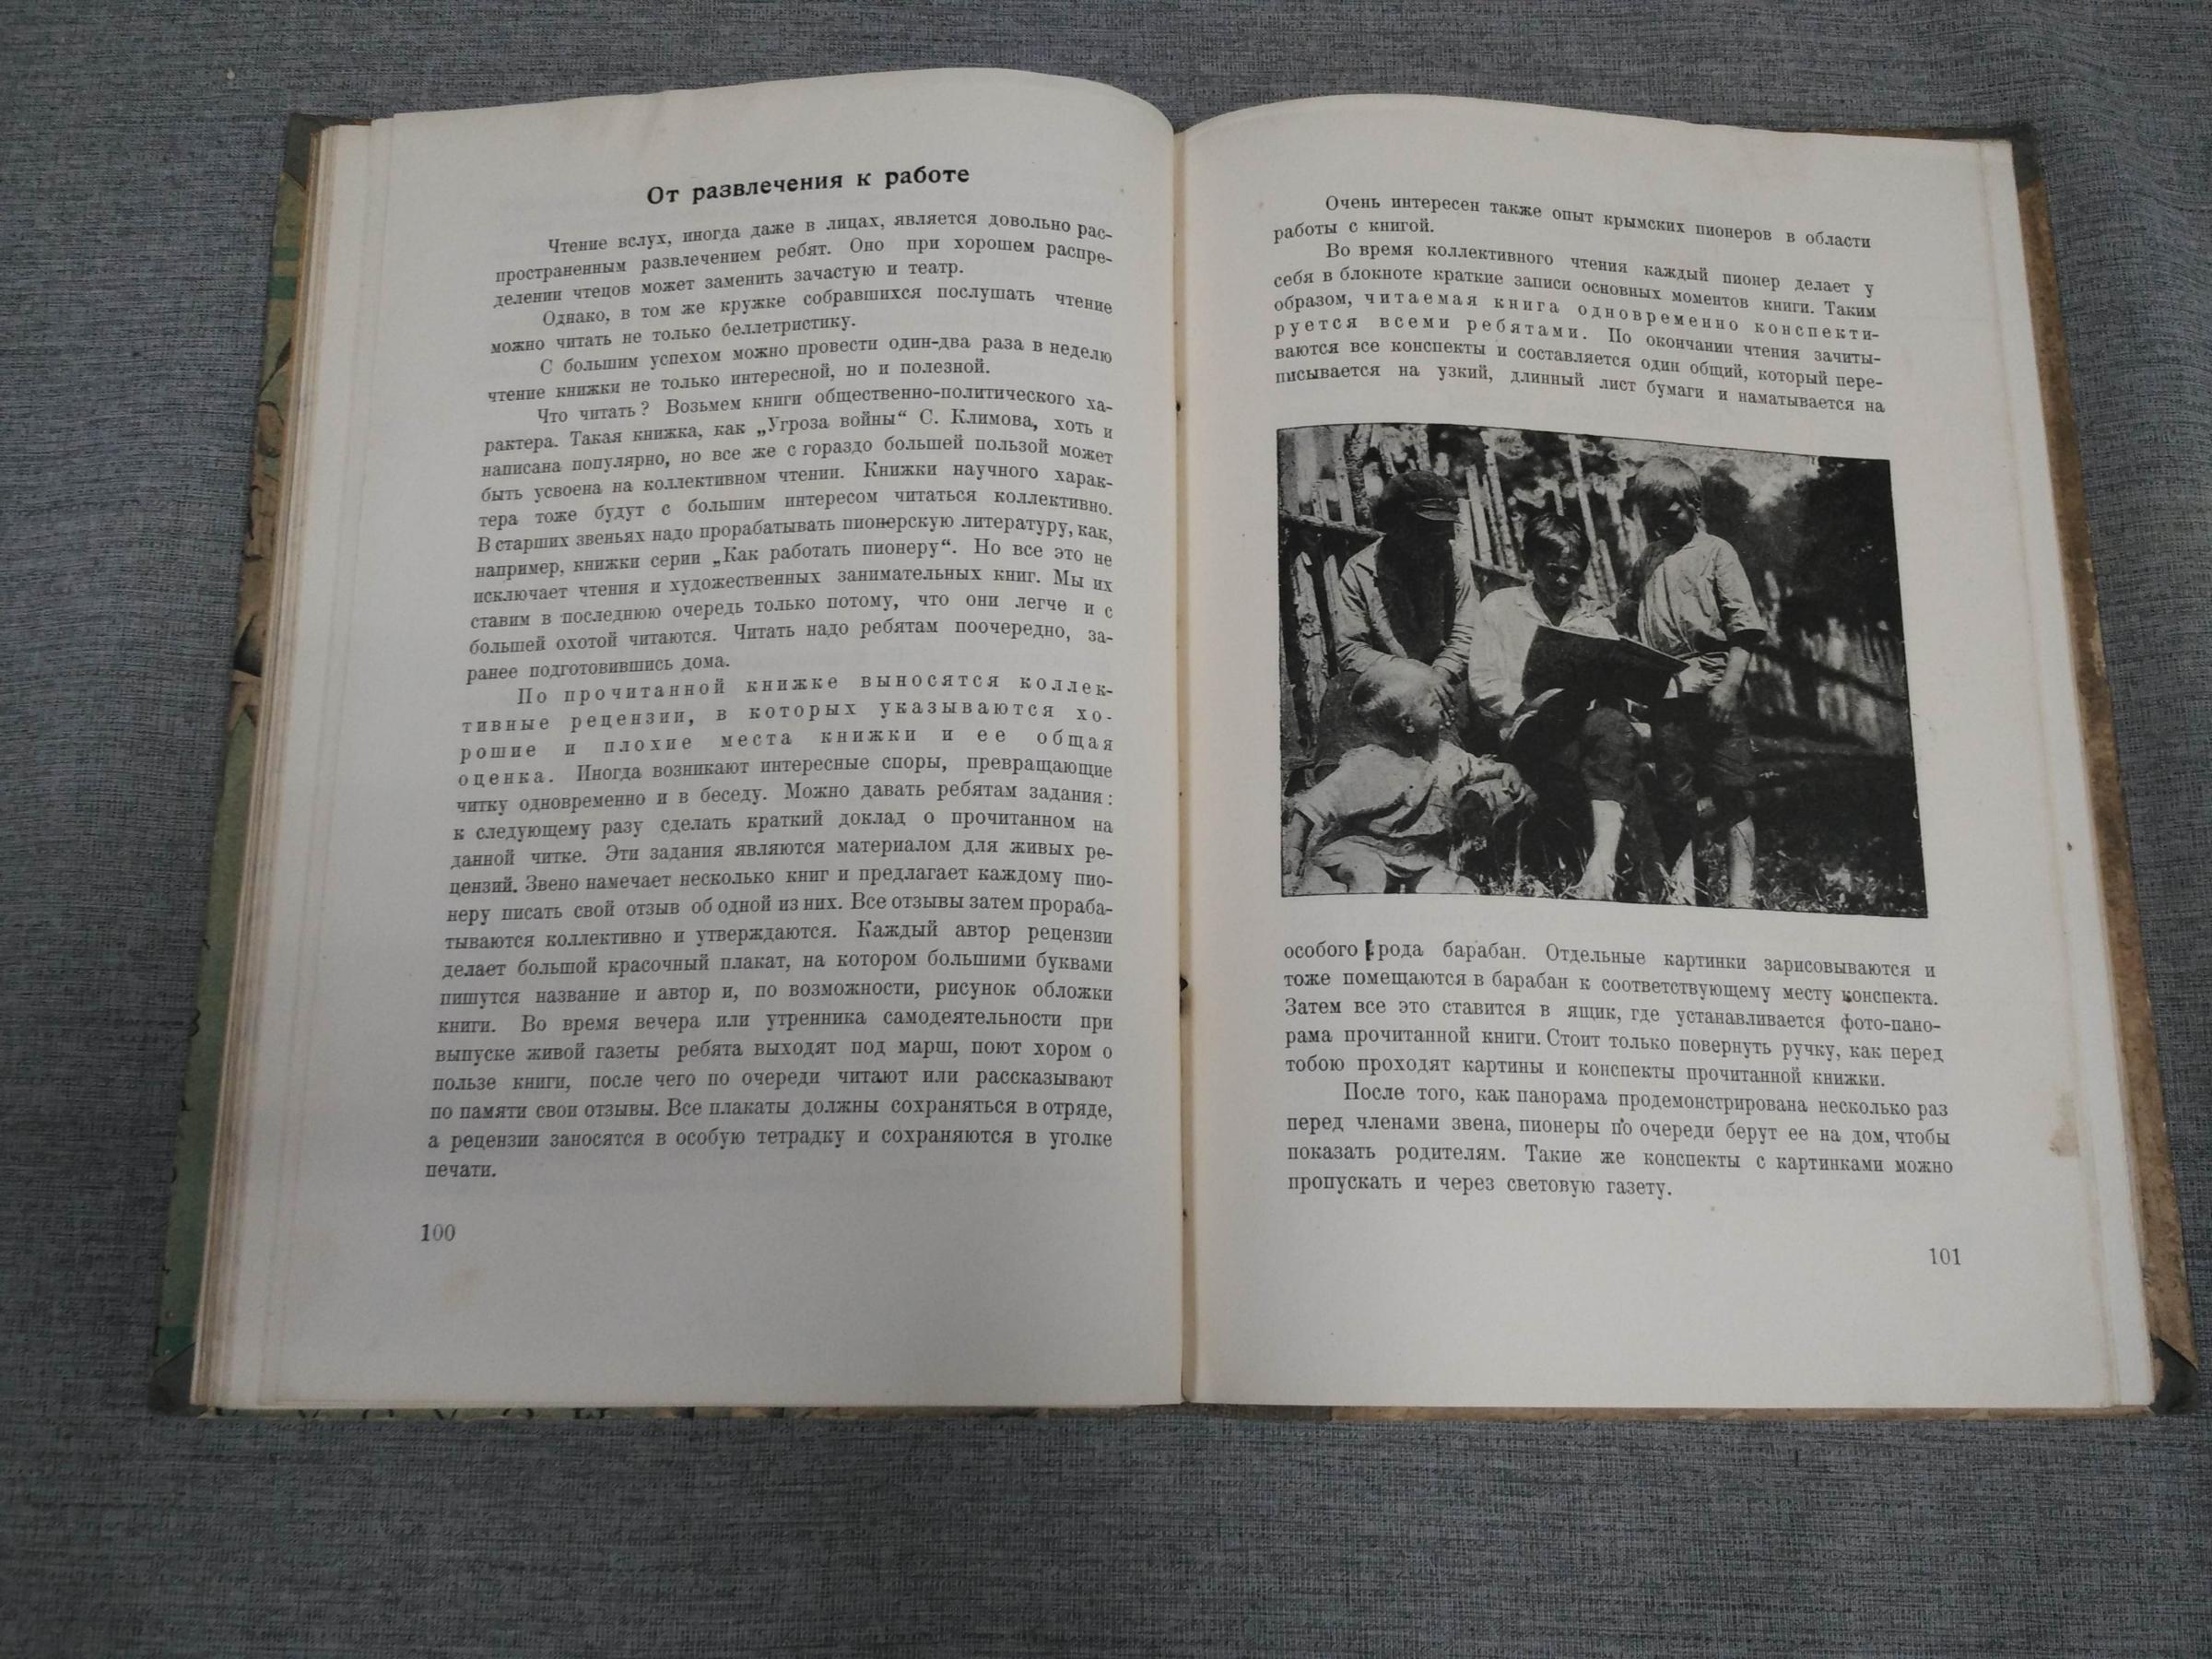 От развлечения к работе
Чтение вслух, иногда даже в лицах, является довольно рас-
пространенным развлечением ребят. Оно при хорошем распре-
делении чтецов может заменить зачастую и театр.
Однако, в том же кружке собравшихся послушать чтение
можно читать не только беллетристику.
С большим успехом можно провести один-два раза в неделю
чтение книжки не только интересной, но и полезной.
Что читать? Возьмем книги общественно-политического ха-
рактера. Такая книжка, как „Угроза войны“ С. Климова, хоть и
написана популярно, но все же с гораздо большей пользой может
быть усвоена на коллективном чтении. Книжки научного харак-
тера тоже будут с большим интересом читаться коллективно.
В старших звеньях надо прорабатывать пионерскую литературу, как,
например, книжки серии „Как работать пионеру“. Но все это не
исключает чтения и художественных занимательных книг. Мы их
ставим в последнюю очередь только потому, что они легче и с
большей охотой читаются. Читать надо ребятам поочередно, за-
ранее подготовившись дома.
По прочитанной книжке выносятся коллек-
тивные рецензии, в которых указываются хо-
рошие и плохие места книжки и ее общая
оценка. Иногда возникают интересные споры, превращающие
читку одновременно и в беседу. Можно давать ребятам задания:
к следующему разу сделать краткий доклад о прочитанном на
данной читке. Эти задания являются материалом для живых ре-
цензий. Звено намечает несколько книг и предлагает каждому пио-
неру писать свой отзыв об одной из них. Все отзывы затем прораба-
тываются коллективно и утверждаются. Каждый автор рецензии
делает большой красочный плакат, на котором большими буквами
пишутся название и автор и, по возможности, рисунок обложки
книги. Во время вечера или утренника самодеятельности при
выпуске живой газеты ребята выходят под марш, поют хором о
пользе книги, после чего по очереди читают или рассказывают
по памяти свои отзывы. Все плакаты должны сохраняться в отряде,
а рецензии заносятся в особую тетрадку и сохраняются в уголке
печати.
100
Очень интересен также опыт крымских пионеров в области
работы с книгой.
Во время коллективного чтения каждый пионер делает у
себя в блокноте краткие записи основных моментов книги. Таким
образом, читаемая книга одновременно конспекти-
руется всеми ребятами. По окончании чтения зачиты-
ваются все конспекты и составляется один общий, который пере-
писывается на узкий, длинный лист бумаги и наматывается на
особого рода барабан. Отдельные картинки зарисовываются и
тоже помещаются в барабан к соответствующему месту конспекта.
Затем все это ставится в ящик, где устанавливается фото-пано-
рама прочитанной книги. Стоит только повернуть ручку, как перед
тобою проходят картины и конспекты прочитанной книжки.
После того, как панорама продемонстрирована несколько раз
перед членами звена, пионеры по очереди берут ее на дом, чтобы
показать родителям. Такие же конспекты с картинками можно
пропускать и через световую газету.
101